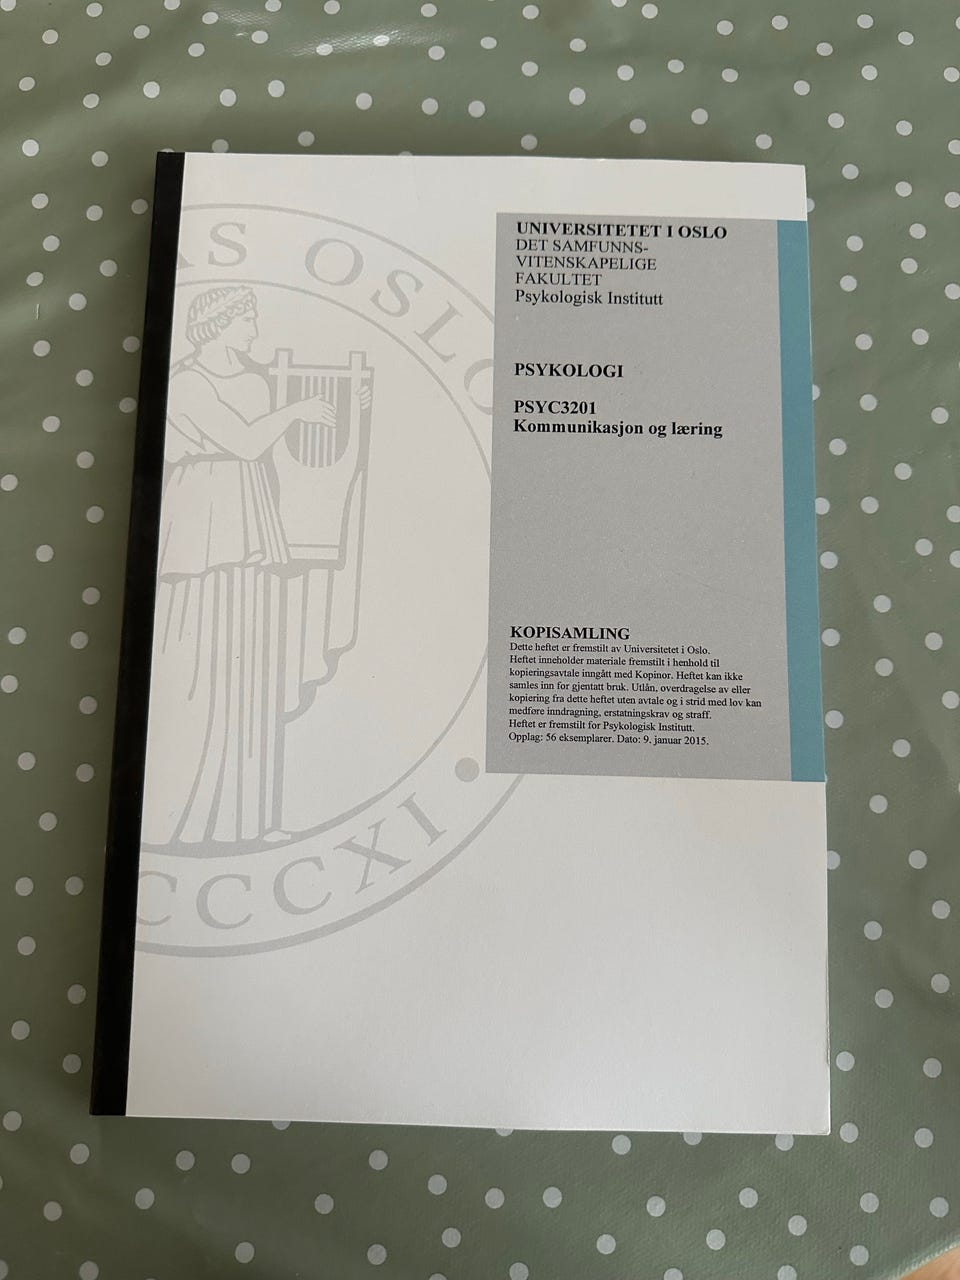 AS OSLO
UNIVERSITETET I OSLO
DET SAMFUNNS-
VITENSKAPELIGE
FAKULTET
Psykologisk Institutt
PSYKOLOGI
PSYC3201
Kommunikasjon og læring
KOPISAMLING
Dette heftet er fremstilt av Universitetet i Oslo.
Heftet inneholder materiale fremstilt i henhold til
kopieringsavtale inngått med Kopinor. Heftet kan ikke
samles inn for gjentatt bruk. Utlån, overdragelse av eller
kopiering fra dette heftet uten avtale og i strid med lov kan
medføre inndragning, erstatningskrav og straff.
Heftet er fremstilt for Psykologisk Institutt.
Opplag: 56 eksemplarer. Dato: 9. januar 2015.
CCCXI